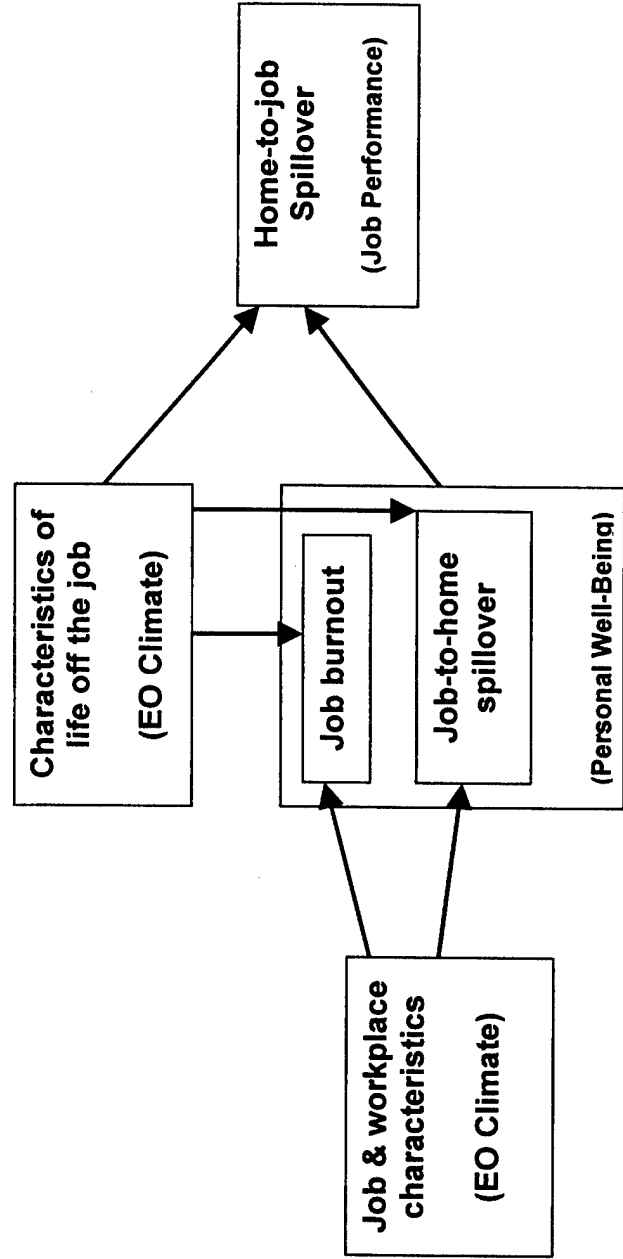 Characteristics of
life off the job
(EO Climate)
Job & workplace
characteristics
(EO Climate)
Job burnout
Job-to-home
spillover
(Personal Well-Being)
Home-to-job
Spillover
(Job Performance)